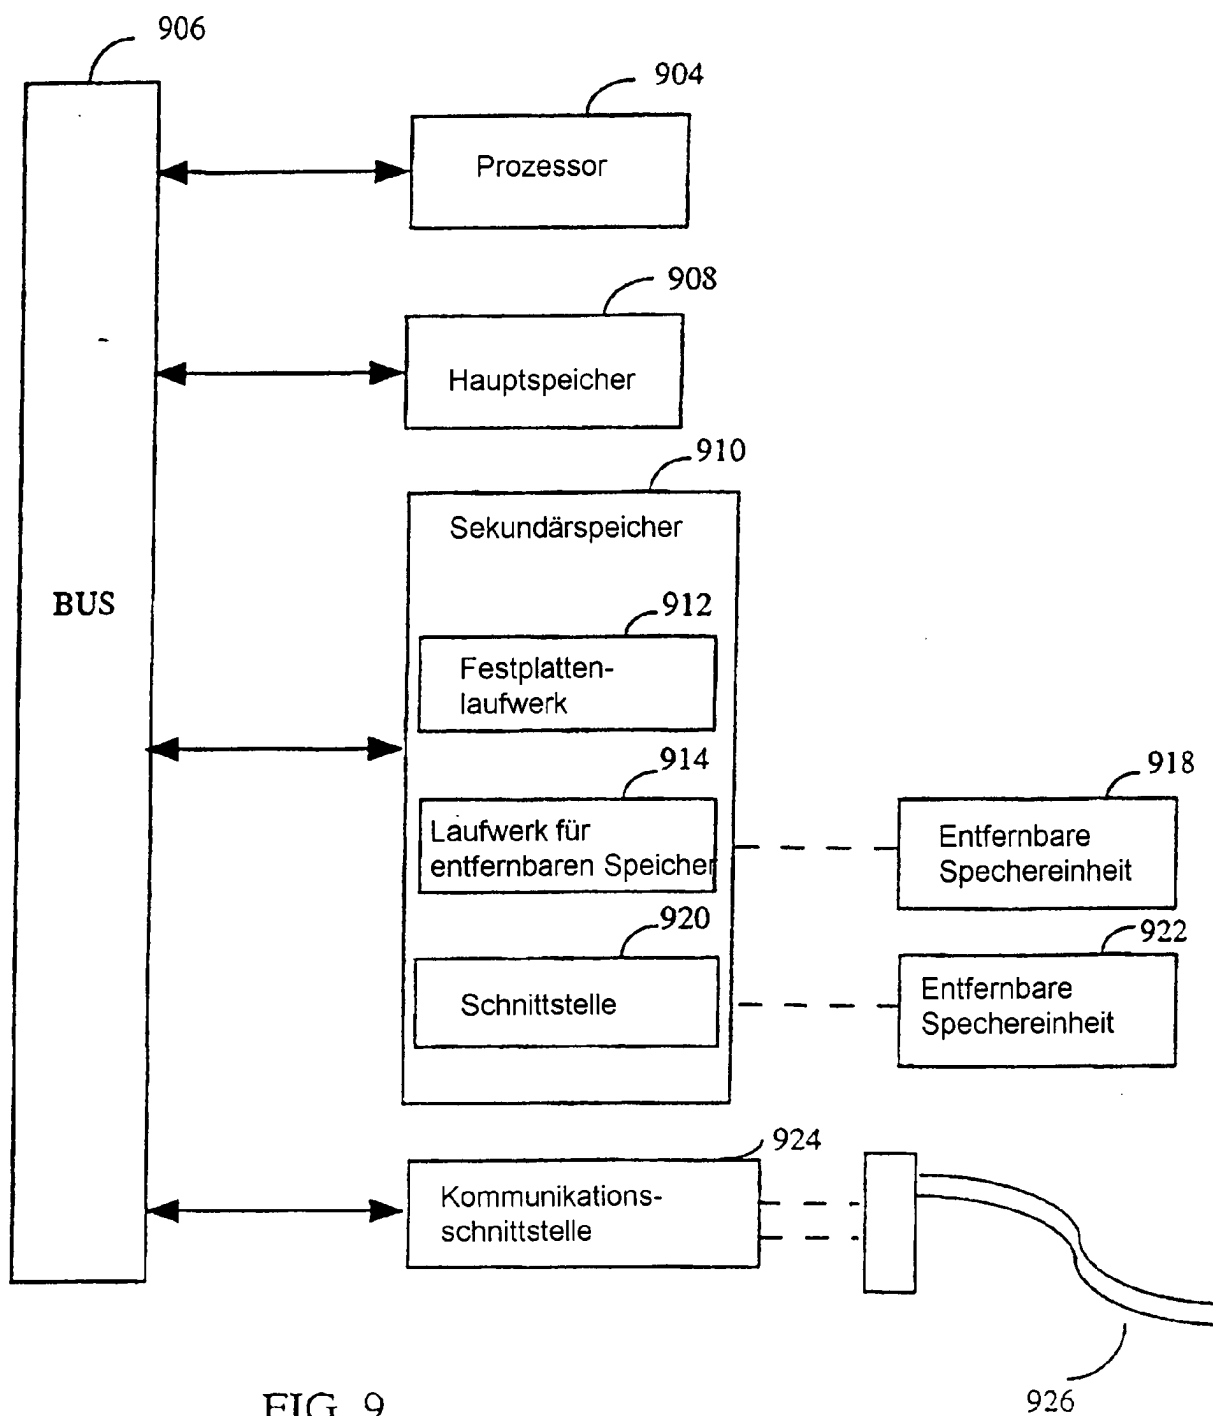 906
904
Prozessor
908
Hauptspeicher
910
Sekundärspeicher
BUS
912
Festplatten-
laufwerk
914
Laufwerk für
entfernbaren Speicher
918
Entfernbare
Spechereinheit
920
Schnittstelle
922
Entfernbare
Spechereinheit
924
Kommunikations-
schnittstelle
926
FIG. 9